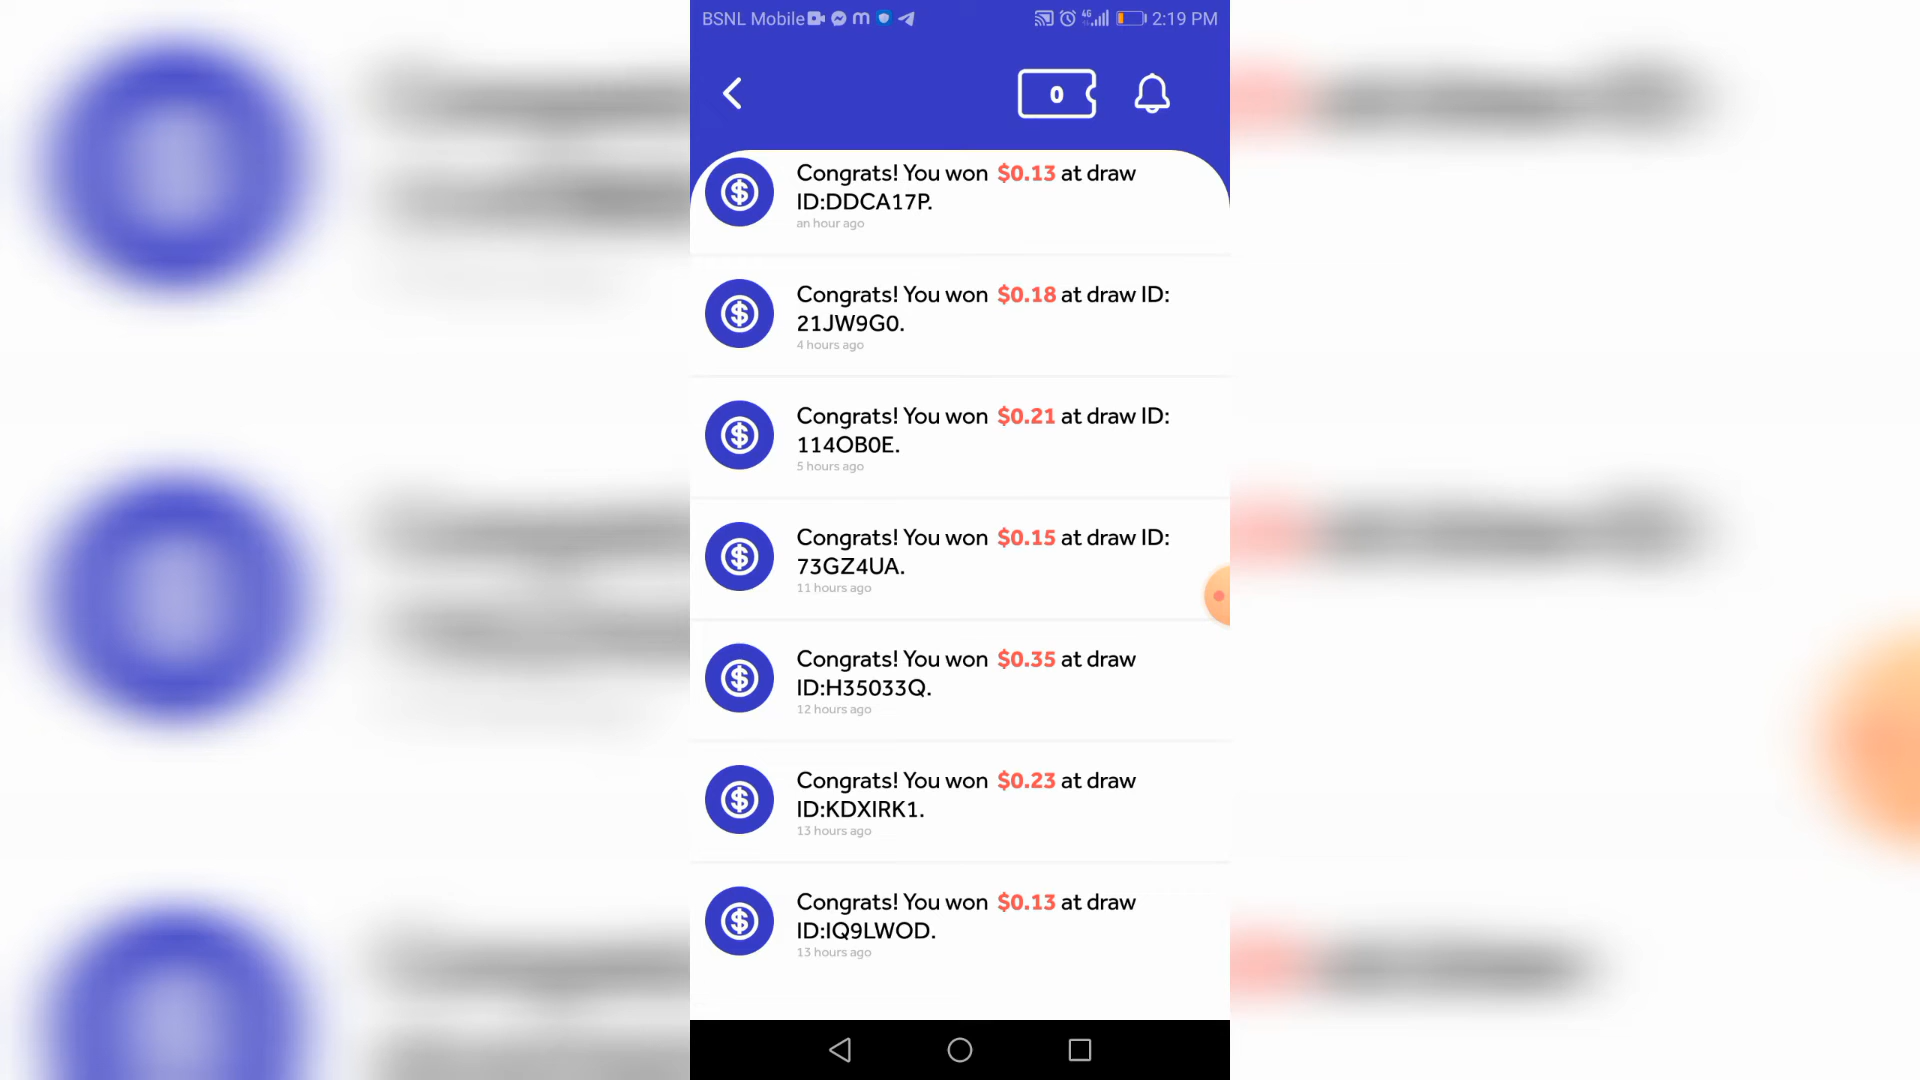 BSNL Mobile 4G 2:19 PM
0
Congrats! You won $0.13 at draw
ID:DDCA17P.
an hour ago
Congrats! You won $0.18 at draw ID:
21JW9G0.
4 hours ago
Congrats! You won $0.21 at draw ID:
114OB0E.
5 hours ago
Congrats! You won $0.15 at draw ID:
73GZ4UA.
11 hours ago
Congrats! You won $0.35 at draw
ID:H35033Q.
12 hours ago
Congrats! You won $0.23 at draw
ID:KDXIRK1.
13 hours ago
Congrats! You won $0.13 at draw
ID:IQ9LWOD.
13 hours ago